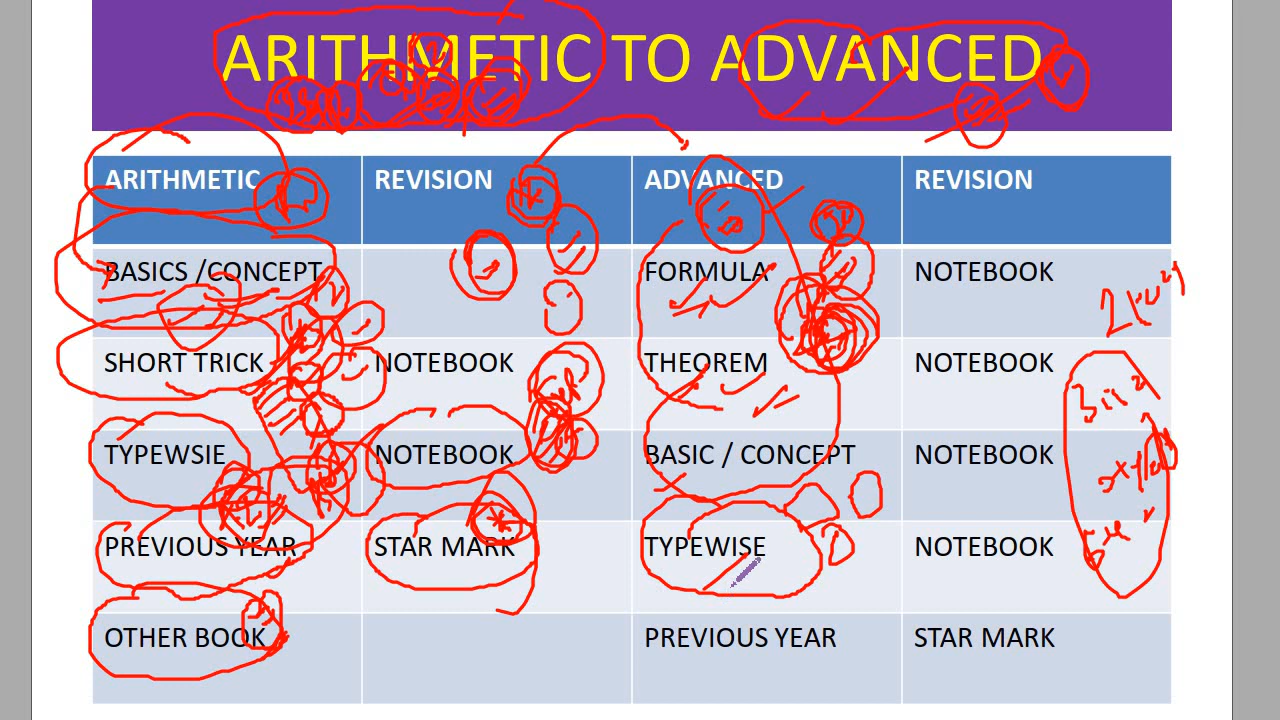 ARITHMETIC TO ADVANCED
ARITHMETIC REVISION ADVANCED REVISION
BASICS /CONCEPT FORMULA NOTEBOOK
SHORT TRICK NOTEBOOK THEOREM NOTEBOOK
TYPEWSIE NOTEBOOK BASIC / CONCEPT NOTEBOOK
PREVIOUS YEAR STAR MARK TYPEWISE NOTEBOOK
OTHER BOOK PREVIOUS YEAR STAR MARK